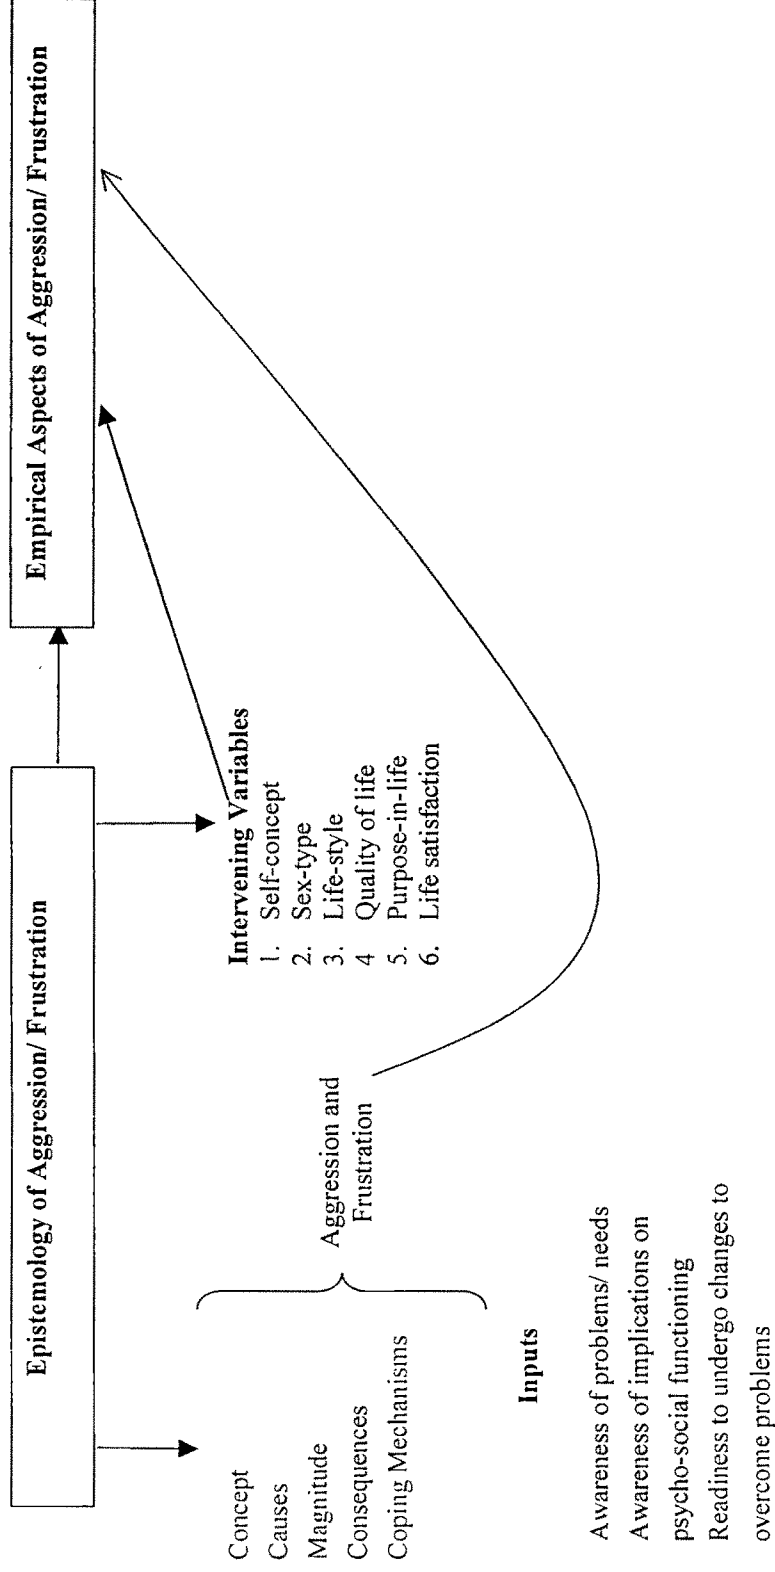 Epistemology of Aggression/ Frustration
Empirical Aspects of Aggression/ Frustration
Concept
Causes
Magnitude
Consequences
Coping Mechanisms
Aggression and
Frustration
Intervening Variables
1. Self-concept
2. Sex-type
3. Life-style
4 Quality of life
5. Purpose-in-life
6. Life satisfaction
Inputs
Awareness of problems/ needs
Awareness of implications on
psycho-social functioning
Readiness to undergo changes to
overcome problems